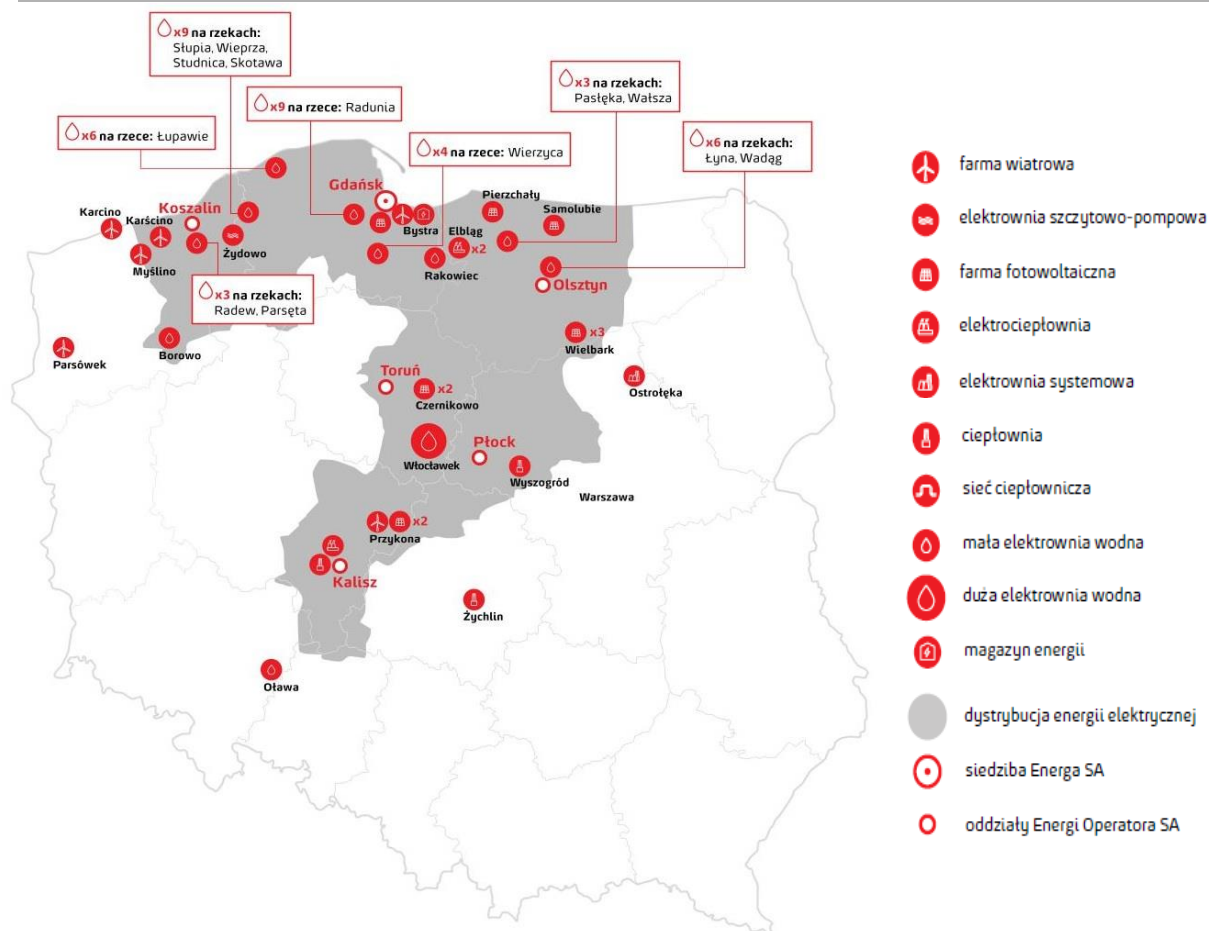 x9 na rzekach:
Słupia, Wieprza,
Studnica, Skotawa
x9 na rzece: Radunia
x6 na rzece: Łupawie
x4 na rzece: Wierzyca
x3 na rzekach:
Pasłęka, Wałsza
x6 na rzekach:
Łyna, Wadąg
x3 na rzekach:
Radew, Parsęta
Karcino
Karścino
Koszalin
Myślino
Żydowo
Gdańsk
Bystra
Elbląg
x2
Rakowiec
Pierzchały
Samolubie
Olsztyn
Borowo
Parsówek
x3
Wielbark
Toruń
x2
Czernikowo
Ostrołęka
Włocławek
Płock
Wyszogród
Warszawa
x2
Przykona
Kalisz
Żychlin
Oława
farma wiatrowa
elektrownia szczytowo-pompowa
farma fotowoltaiczna
elektrociepłownia
elektrownia systemowa
ciepłownia
sieć ciepłownicza
mała elektrownia wodna
duża elektrownia wodna
magazyn energii
dystrybucja energii elektrycznej
siedziba Energa SA
oddziały Energi Operatora SA